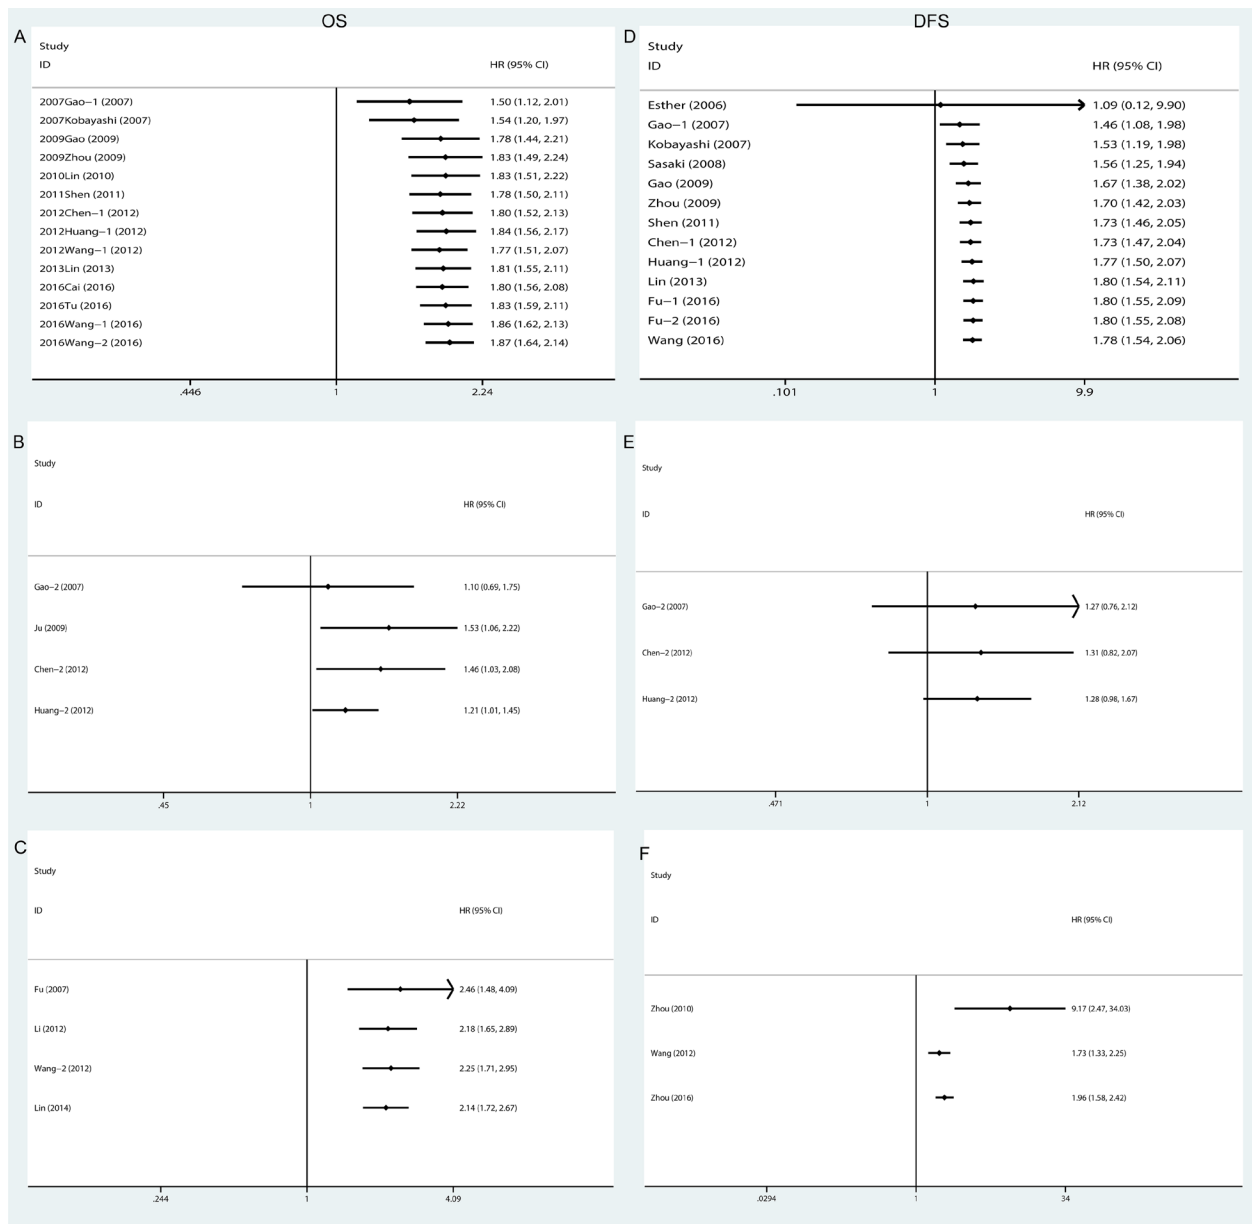 OS
A
Study
ID HR (95% CI)
2007Gao−1 (2007) 1.50 (1.12, 2.01)
2007Kobayashi (2007) 1.54 (1.20, 1.97)
2009Gao (2009) 1.78 (1.44, 2.21)
2009Zhou (2009) 1.83 (1.49, 2.24)
2010Lin (2010) 1.83 (1.51, 2.22)
2011Shen (2011) 1.78 (1.50, 2.11)
2012Chen−1 (2012) 1.80 (1.52, 2.13)
2012Huang−1 (2012) 1.84 (1.56, 2.17)
2012Wang−1 (2012) 1.77 (1.51, 2.07)
2013Lin (2013) 1.81 (1.55, 2.11)
2016Cai (2016) 1.80 (1.56, 2.08)
2016Tu (2016) 1.83 (1.59, 2.11)
2016Wang−1 (2016) 1.86 (1.62, 2.13)
2016Wang−2 (2016) 1.87 (1.64, 2.14)
.446 1 2.24
B
Study
ID HR (95% CI)
Gao−2 (2007) 1.10 (0.69, 1.75)
Ju (2009) 1.53 (1.06, 2.22)
Chen−2 (2012) 1.46 (1.03, 2.08)
Huang−2 (2012) 1.21 (1.01, 1.45)
.45 1 2.22
C
Study
ID HR (95% CI)
Fu (2007) 2.46 (1.48, 4.09)
Li (2012) 2.18 (1.65, 2.89)
Wang−2 (2012) 2.25 (1.71, 2.95)
Lin (2014) 2.14 (1.72, 2.67)
.244 1 4.09
DFS
D
Study
ID HR (95% CI)
Esther (2006) 1.09 (0.12, 9.90)
Gao−1 (2007) 1.46 (1.08, 1.98)
Kobayashi (2007) 1.53 (1.19, 1.98)
Sasaki (2008) 1.56 (1.25, 1.94)
Gao (2009) 1.67 (1.38, 2.02)
Zhou (2009) 1.70 (1.42, 2.03)
Shen (2011) 1.73 (1.46, 2.05)
Chen−1 (2012) 1.73 (1.47, 2.04)
Huang−1 (2012) 1.77 (1.50, 2.07)
Lin (2013) 1.80 (1.54, 2.11)
Fu−1 (2016) 1.80 (1.55, 2.09)
Fu−2 (2016) 1.80 (1.55, 2.08)
Wang (2016) 1.78 (1.54, 2.06)
.101 1 9.9
E
Study
ID HR (95% CI)
Gao−2 (2007) 1.27 (0.76, 2.12)
Chen−2 (2012) 1.31 (0.82, 2.07)
Huang−2 (2012) 1.28 (0.98, 1.67)
.471 1 2.12
F
Study
ID HR (95% CI)
Zhou (2010) 9.17 (2.47, 34.03)
Wang (2012) 1.73 (1.33, 2.25)
Zhou (2016) 1.96 (1.58, 2.42)
.0294 1 34